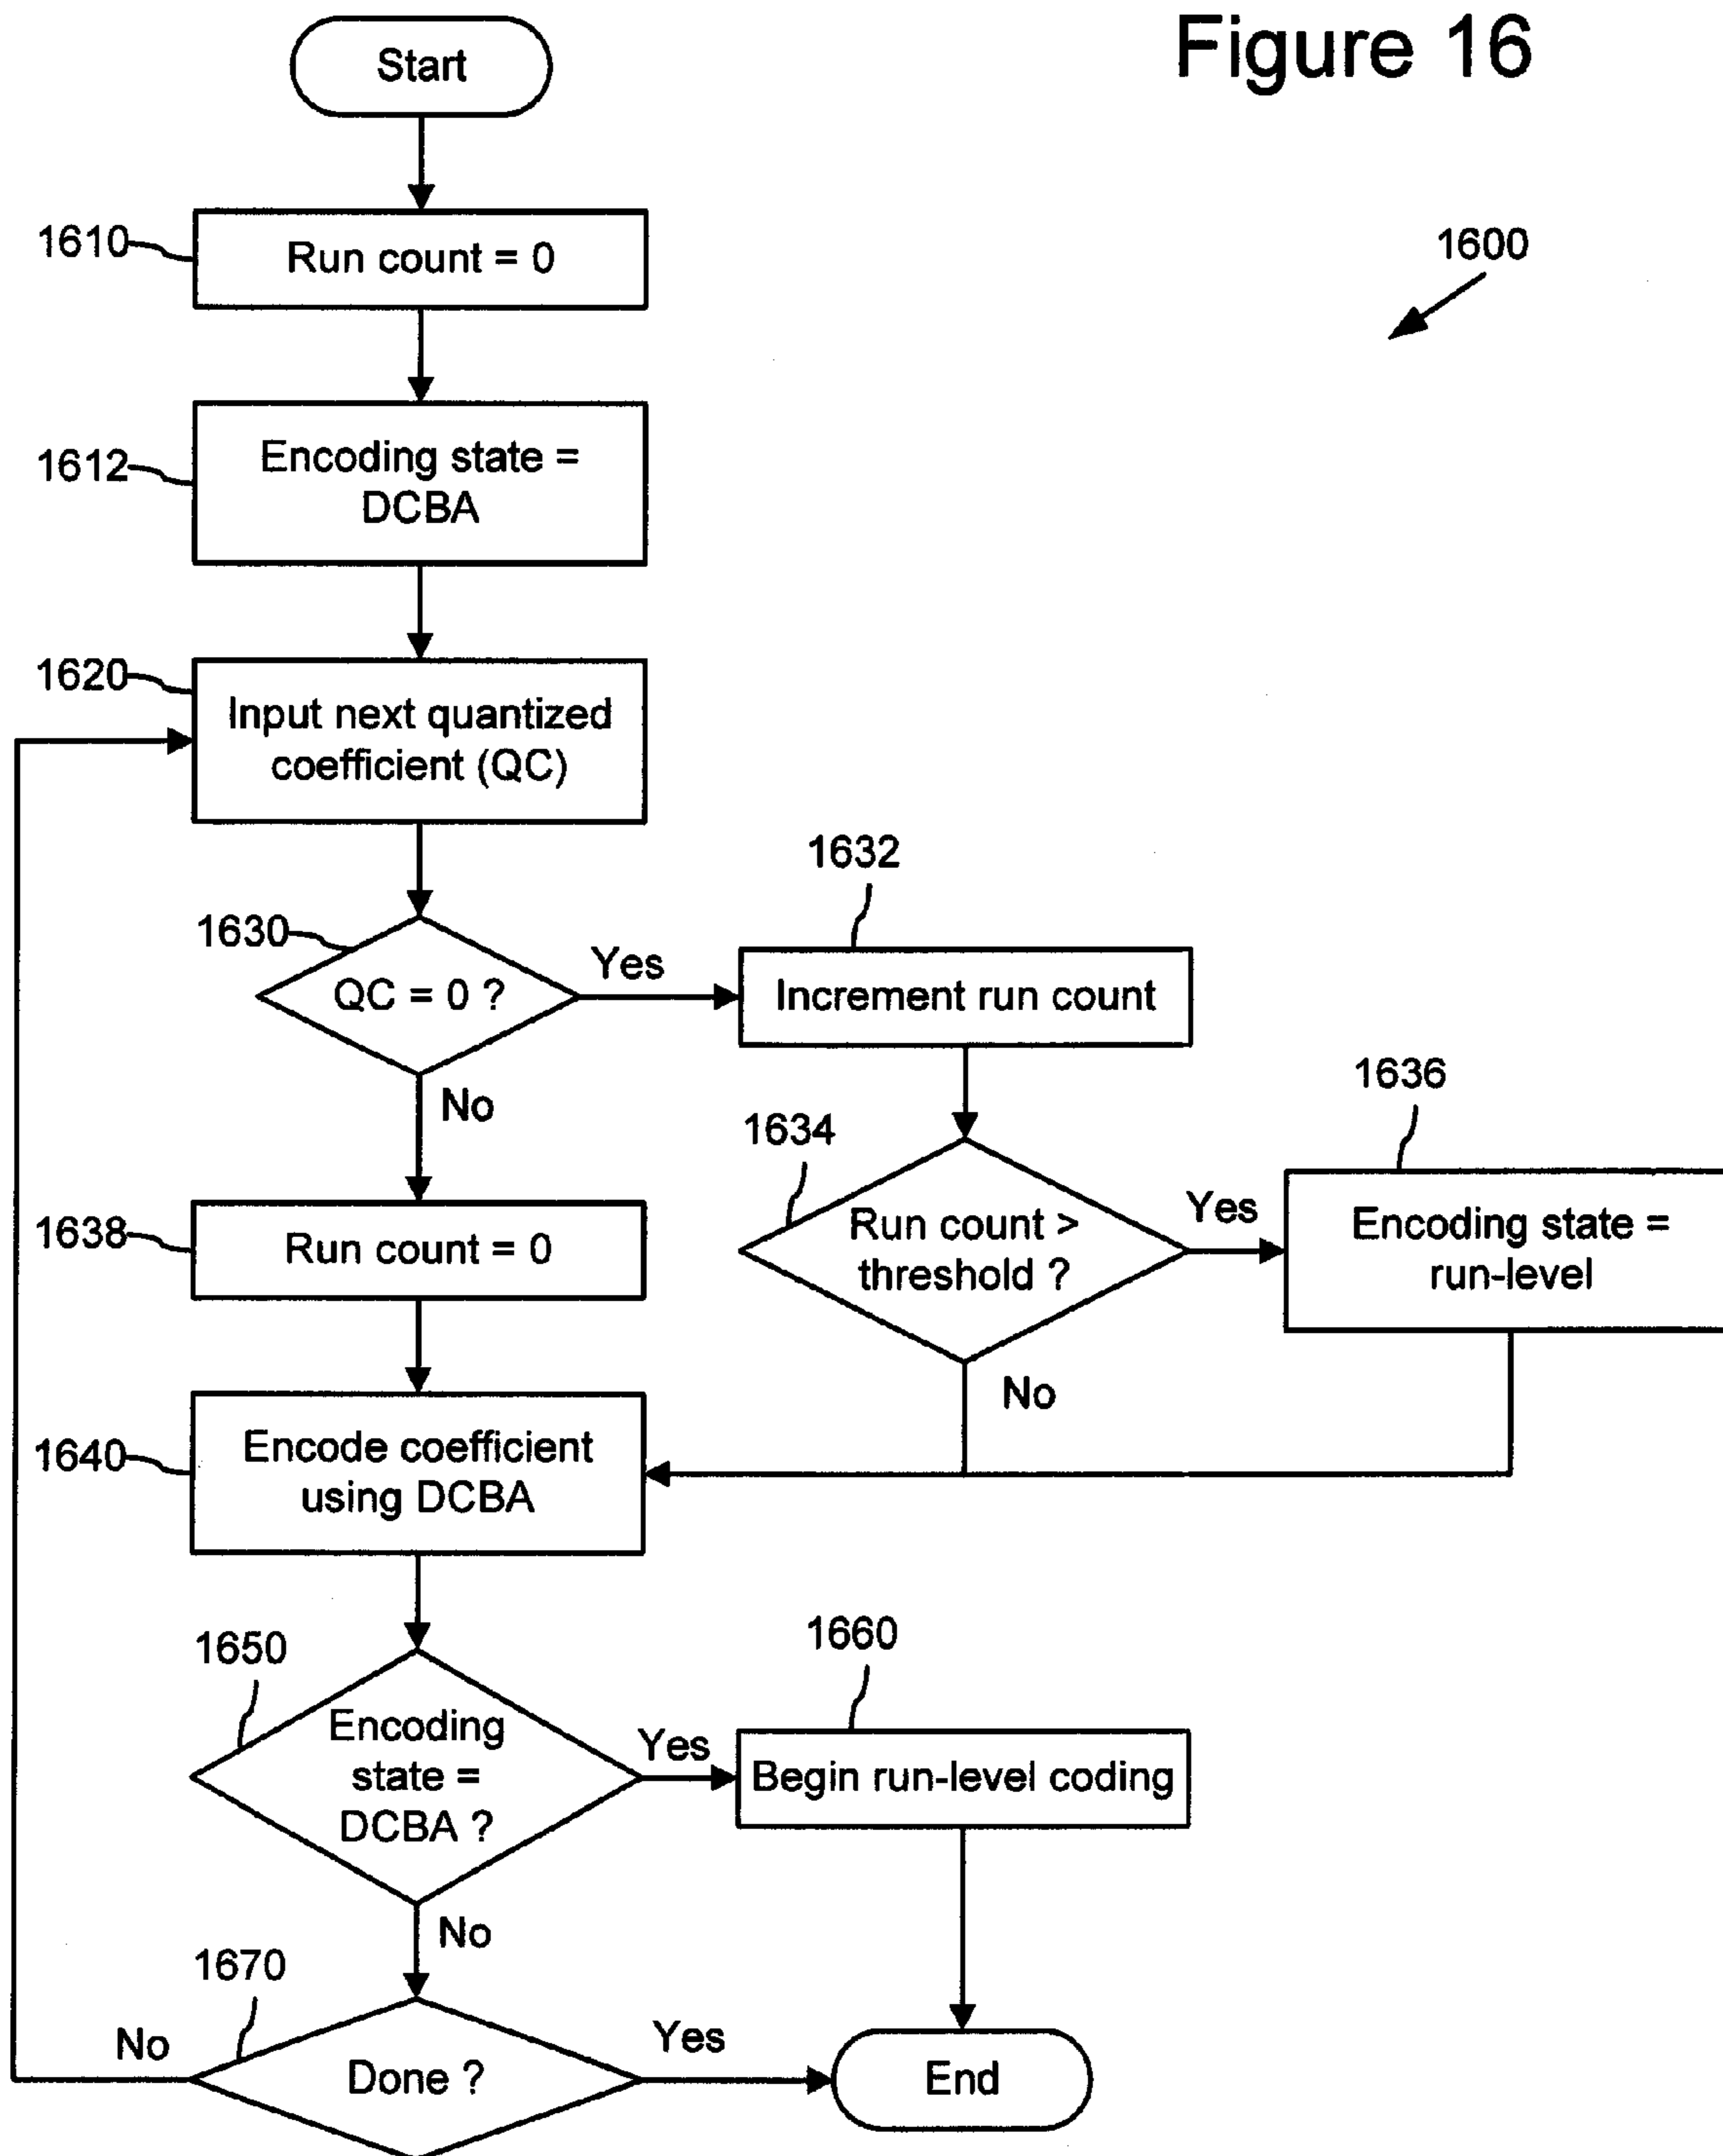 Figure 16
Start
1610
Run count = 0
1600
1612
Encoding state =
DCBA
1620
Input next quantized
coefficient (QC)
1630
QC = 0 ?
Yes
1632
Increment run count
No
1634
Run count >
threshold ?
Yes
1636
Encoding state =
run-level
1638
Run count = 0
No
1640
Encode coefficient
using DCBA
1650
Encoding
state =
DCBA ?
Yes
1660
Begin run-level coding
No
1670
No
Done ?
Yes
End